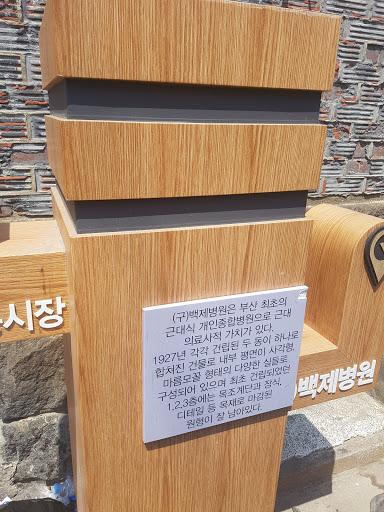 (구)백제병원은 부산 최초의
근대식 개인종합병원으로 근대
의료사적 가치가 있다.
1927년 각각 건립된 두 동이 하나로
합쳐진 건물로 내부 평면이 사각형,
마름모꼴 형태의 다양한 실들로
구성되어 있으며 최초 건립되었던
1,2,3층에는 목조계단과 장식,
디테일 등 목재로 마감된
원형이 잘 남아있다.
시장
백제병원